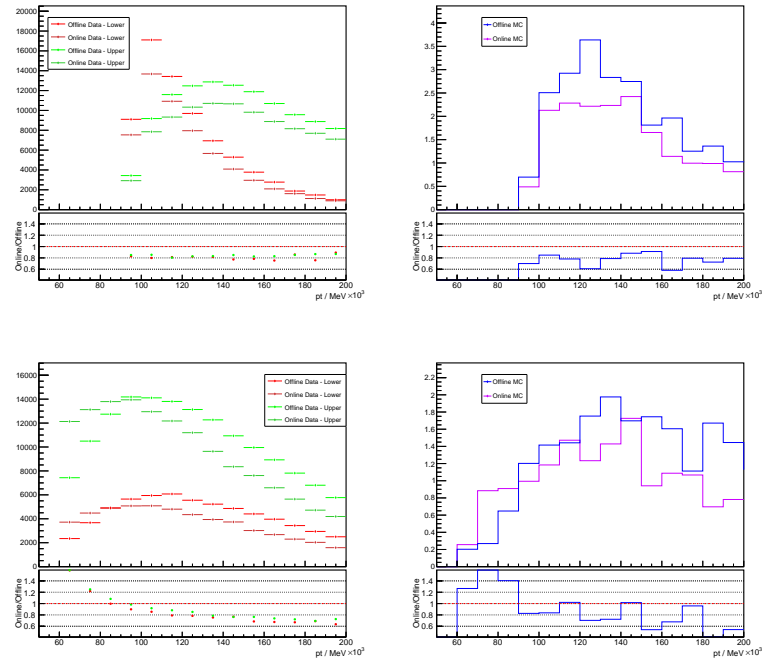 Offline Data - Lower
Online Data - Lower
Offline Data - Upper
Online Data - Upper
20000
18000
16000
14000
12000
10000
8000
6000
4000
2000
0
Online/Offline
1.4
1.2
1
0.8
0.6
60 80 100 120 140 160 180 200
pt / MeV ×10³
Offline MC
Online MC
4
3.5
3
2.5
2
1.5
1
0.5
0
Online/Offline
1.4
1.2
1
0.8
0.6
60 80 100 120 140 160 180 200
pt / MeV ×10³
Offline Data - Lower
Online Data - Lower
Offline Data - Upper
Online Data - Upper
16000
14000
12000
10000
8000
6000
4000
2000
0
Online/Offline
1.4
1.2
1
0.8
0.6
60 80 100 120 140 160 180 200
pt / MeV ×10³
Offline MC
Online MC
2.2
2
1.8
1.6
1.4
1.2
1
0.8
0.6
0.4
0.2
0
Online/Offline
1.4
1.2
1
0.8
0.6
60 80 100 120 140 160 180 200
pt / MeV ×10³